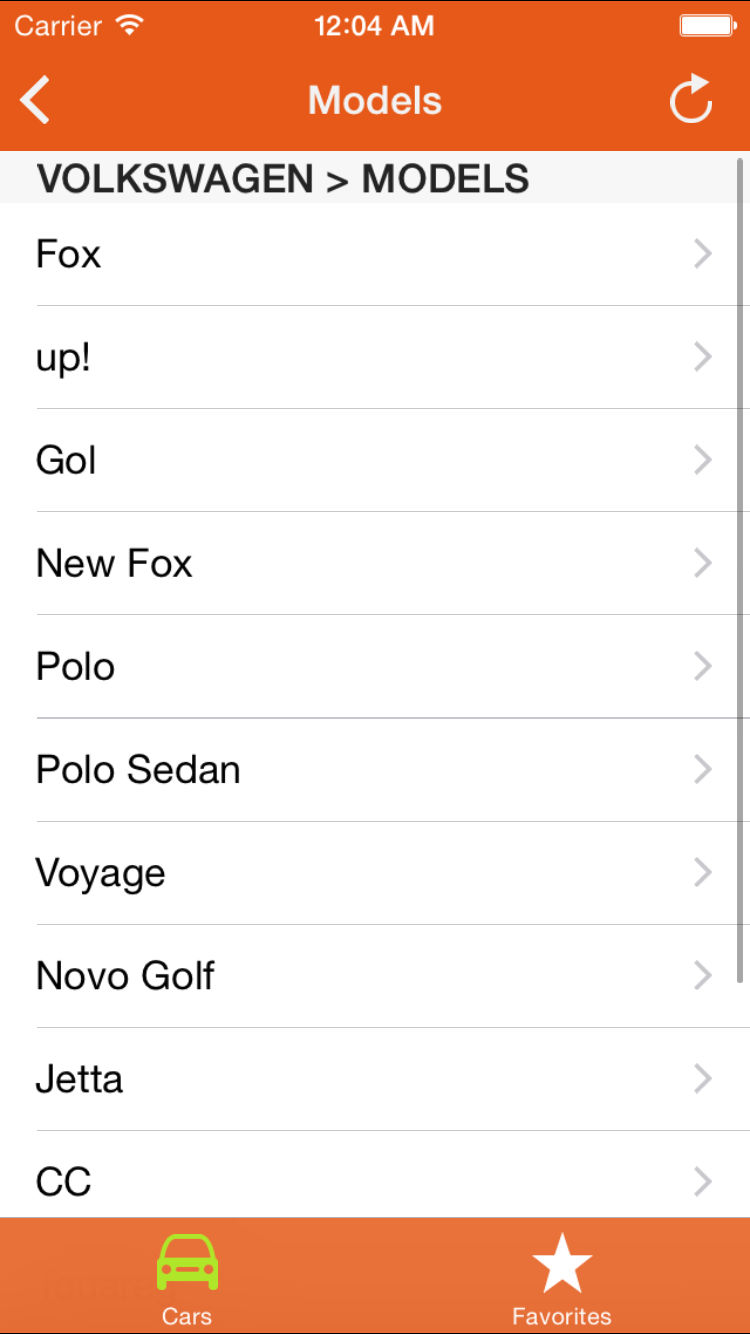 Carrier 12:04 AM
Models
VOLKSWAGEN > MODELS
Fox
up!
Gol
New Fox
Polo
Polo Sedan
Voyage
Novo Golf
Jetta
CC
Cars Favorites